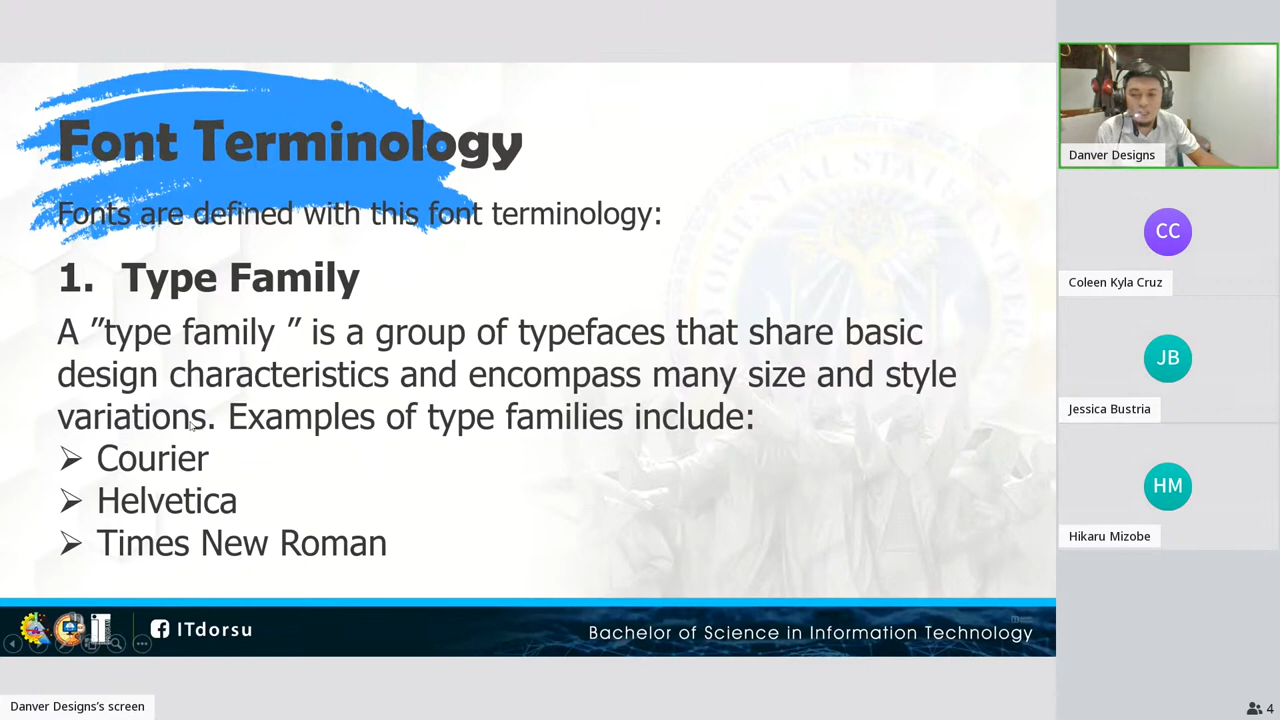 Font Terminology
Fonts are defined with this font terminology:
1. Type Family
A ”type family ” is a group of typefaces that share basic
design characteristics and encompass many size and style
variations. Examples of type families include:
➢ Courier
➢ Helvetica
➢ Times New Roman
ITdorsu
Bachelor of Science in Information Technology
Danver Designs's screen
Danver Designs
CC
Coleen Kyla Cruz
JB
Jessica Bustria
HM
Hikaru Mizobe
4